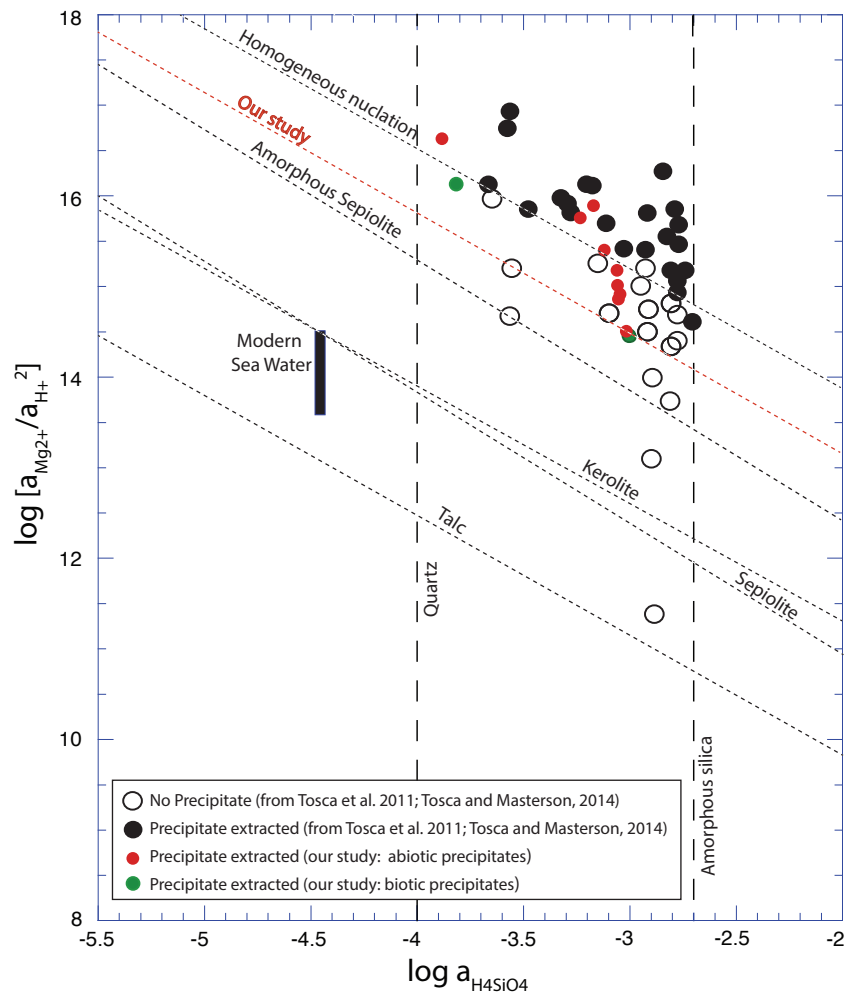 18
16
14
12
10
8
log [a Mg2+ /a H+ 2]
Homogeneous nuclation
Our study
Amorphous Sepiolite
Modern
Sea Water
Kerolite
Talc
Sepiolite
Quartz
Amorphous silica
No Precipitate (from Tosca et al. 2011; Tosca and Masterson, 2014)
Precipitate extracted (from Tosca et al. 2011; Tosca and Masterson, 2014)
Precipitate extracted (our study: abiotic precipitates)
Precipitate extracted (our study: biotic precipitates)
-5.5 -5 -4.5 -4 -3.5 -3 -2.5 -2
log a H4SiO4